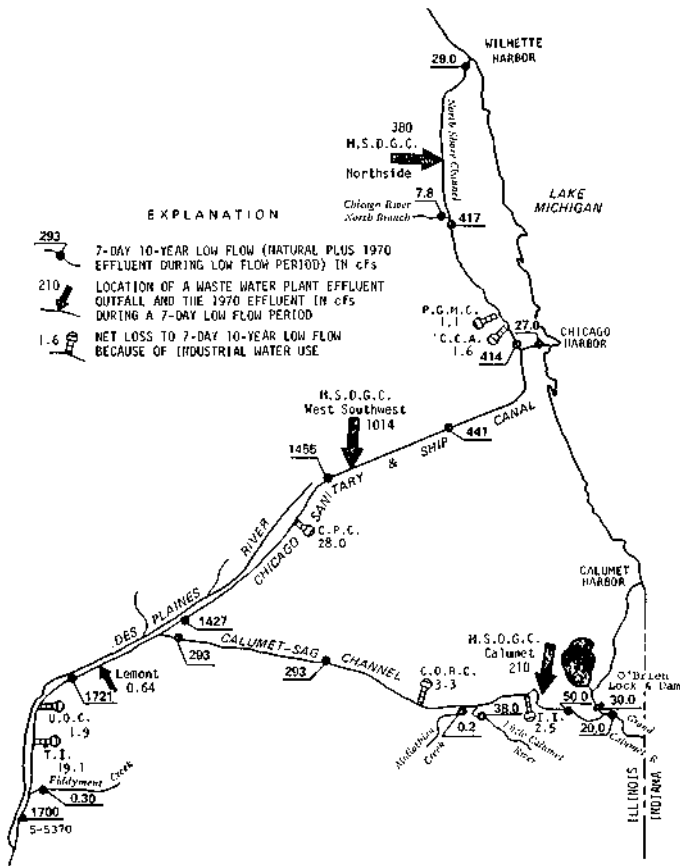 WILMETTE
HARBOR
29.0
380
M.S.D.G.C.
Northside
North Shore Channel
7.8
Chicago River
North Branch
417
LAKE
MICHIGAN
EXPLANATION
293
7-DAY 10-YEAR LOW FLOW (NATURAL PLUS 1970
EFFLUENT DURING LOW FLOW PERIOD) IN cfs
210
LOCATION OF A WASTE WATER PLANT EFFLUENT
OUTFALL AND THE 1970 EFFLUENT IN cfs
DURING A 7-DAY LOW FLOW PERIOD
1.6
NET LOSS TO 7-DAY 10-YEAR LOW FLOW
BECAUSE OF INDUSTRIAL WATER USE
P.G.M.C.
1.1
C.C.A.
1.6
27.0
CHICAGO
HARBOR
414
M.S.D.G.C.
West Southwest
1014
441
1455
CHICAGO SANITARY & SHIP CANAL
C.P.C.
28.0
DES PLAINES RIVER
1427
293
CALUMET-SAG CHANNEL
293
CALUMET
HARBOR
M.S.D.G.C.
Calumet
210
O'Brien
Lock & Dam
50.0
30.0
20.0
Grand
Calumet R
C.O.R.C.
3.3
38.0
I.I.
2.5
0.2
Creek
Little Calumet
River
Lemont
0.64
1721
U.O.C.
1.9
T.I.
19.1
Fiddyment Creek
0.30
1700
5-5370
ILLINOIS
INDIANA